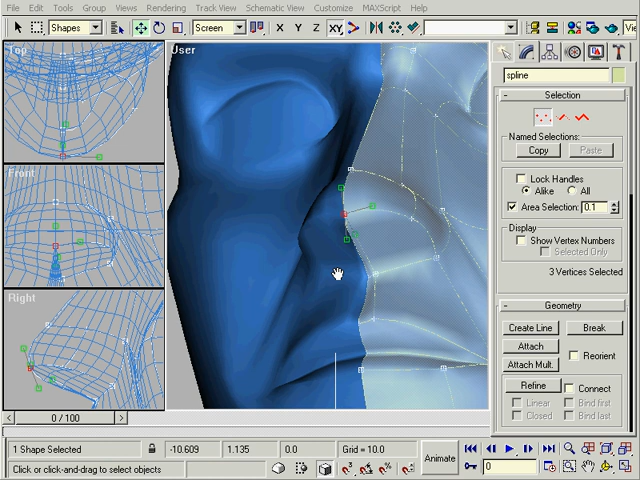 File Edit Tools Group Views Rendering Track View Schematic View Customize MAXScript Help
Shapes Screen X Y Z XY
Top
User
Front
Right
spline
- Selection
Named Selections:
Copy Paste
Lock Handles
Alike All
Area Selection: 0.1
Display
Show Vertex Numbers
Selected Only
3 Vertices Selected
- Geometry
Create Line Break
Attach
Reorient
Attach Mult.
Refine Connect
Linear Bind first
Closed Bind last
< 0 / 100 >
1 Shape Selected -10.609 1.135 0.0 Grid = 10.0
Animate
Click or click-and-drag to select objects
0